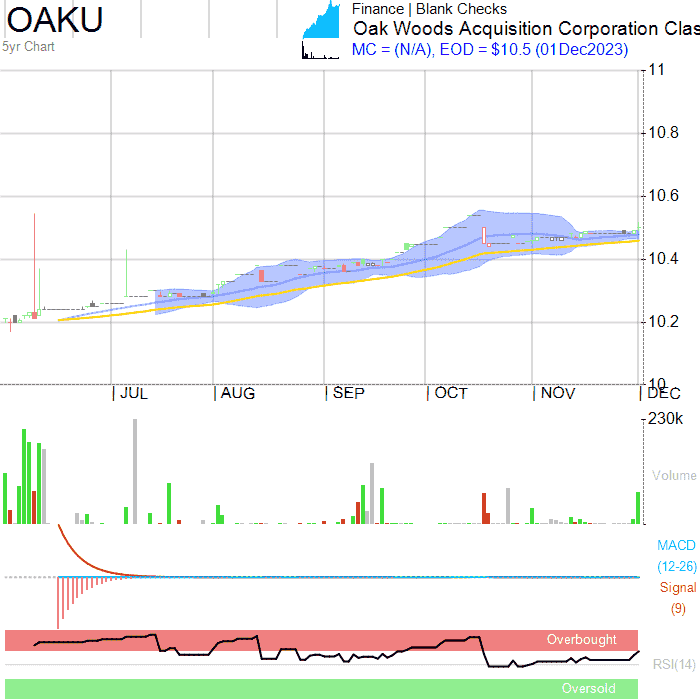 OAKU
5yr Chart
Finance | Blank Checks
Oak Woods Acquisition Corporation Clas
MC = (N/A), EOD = $10.5 (01Dec2023)
11
10.8
10.6
10.4
10.2
10
JUL
AUG
SEP
OCT
NOV
DEC
230k
Volume
MACD
(12-26)
Signal
(9)
Overbought
RSI(14)
Oversold